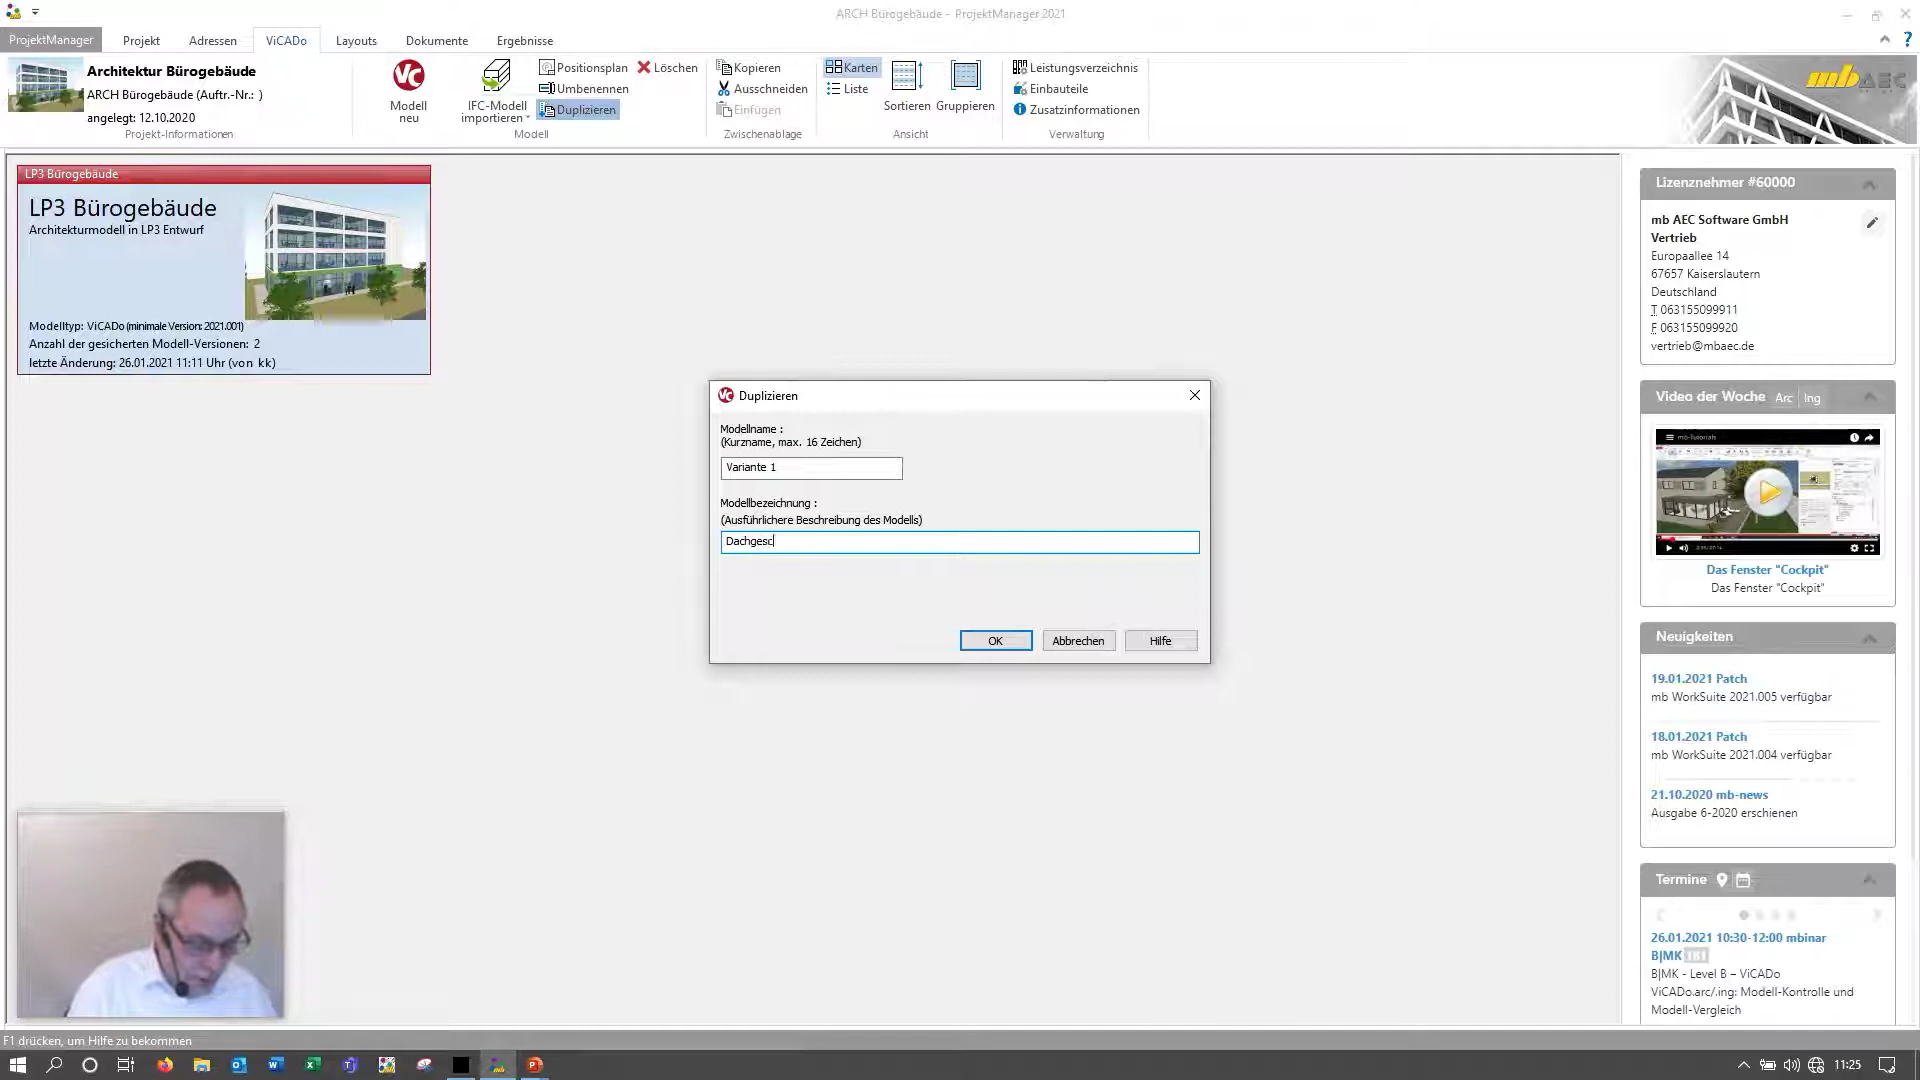 ARCH Bürogebäude - ProjektManager 2021
ProjektManager Projekt Adressen ViCADo Layouts Dokumente Ergebnisse
Architektur Bürogebäude
ARCH Bürogebäude (Auftr.-Nr.: )
angelegt: 12.10.2020
Projekt-Informationen
Modell
neu
IFC-Modell
importieren
Positionsplan
Umbenennen
Duplizieren
Löschen
Modell
Kopieren
Ausschneiden
Einfügen
Zwischenablage
Karten
Liste
Sortieren
Gruppieren
Ansicht
Leistungsverzeichnis
Einbauteile
Zusatzinformationen
Verwaltung
mb AEC
LP3 Bürogebäude
LP3 Bürogebäude
Architekturmodell in LP3 Entwurf
Modelltyp: ViCADo (minimale Version: 2021.001)
Anzahl der gesicherten Modell-Versionen: 2
letzte Änderung: 26.01.2021 11:11 Uhr (von kk)
VC Duplizieren
Modellname :
(Kurzname, max. 16 Zeichen)
Variante 1
Modellbezeichnung :
(Ausführlichere Beschreibung des Modells)
Dachgesc
OK Abbrechen Hilfe
Lizenznehmer #60000
mb AEC Software GmbH
Vertrieb
Europaallee 14
67657 Kaiserslautern
Deutschland
T 063155099911
F 063155099920
vertrieb@mbaec.de
Video der Woche Arc Ing
mb-tutorials
Das Fenster "Cockpit"
Das Fenster "Cockpit"
Neuigkeiten
19.01.2021 Patch
mb WorkSuite 2021.005 verfügbar
18.01.2021 Patch
mb WorkSuite 2021.004 verfügbar
21.10.2020 mb-news
Ausgabe 6-2020 erschienen
Termine
26.01.2021 10:30-12:00 mbinar
B|MK
B|MK - Level B – ViCADo
ViCADo.arc/.ing: Modell-Kontrolle und
Modell-Vergleich
F1 drücken, um Hilfe zu bekommen
11:25